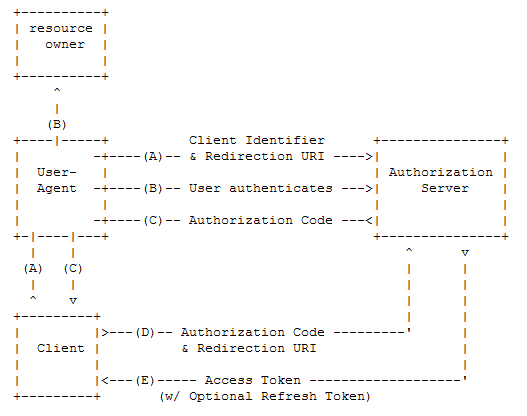 resource
owner
(B)
Client Identifier
(A) & Redirection URI
User-
Agent
Authorization
Server
(B) User authenticates
(C) Authorization Code
(A) (C)
(D) Authorization Code
Client & Redirection URI
(E) Access Token
(w/ Optional Refresh Token)